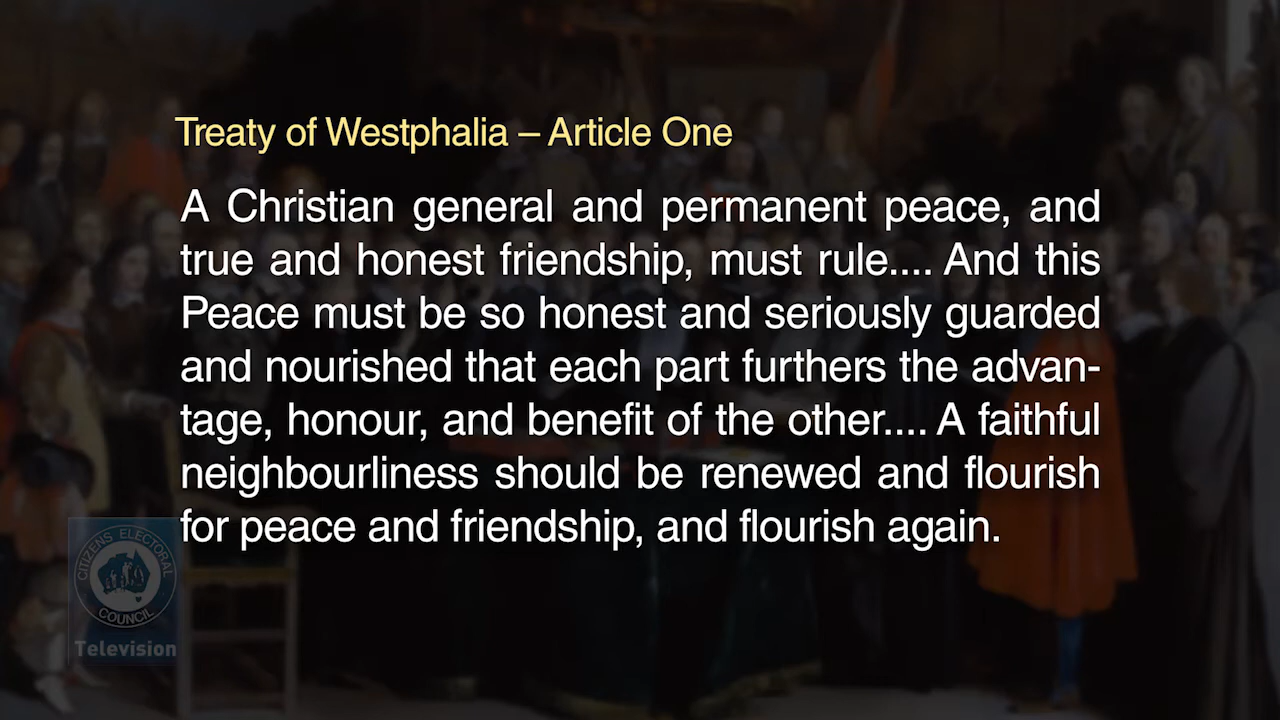 Treaty of Westphalia – Article One
A Christian general and permanent peace, and
true and honest friendship, must rule.... And this
Peace must be so honest and seriously guarded
and nourished that each part furthers the advan-
tage, honour, and benefit of the other.... A faithful
neighbourliness should be renewed and flourish
for peace and friendship, and flourish again.
CITIZENS ELECTORAL
COUNCIL
Television